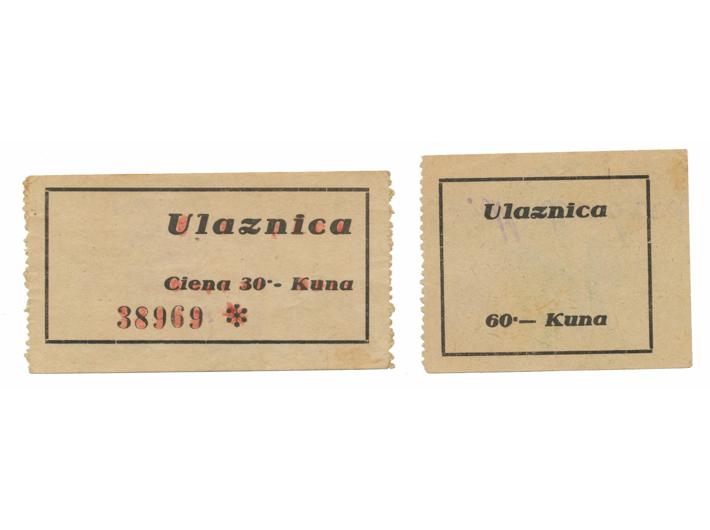 Ulaznica
Ciena 30·- Kuna
38969 *
Ulaznica
60·— Kuna